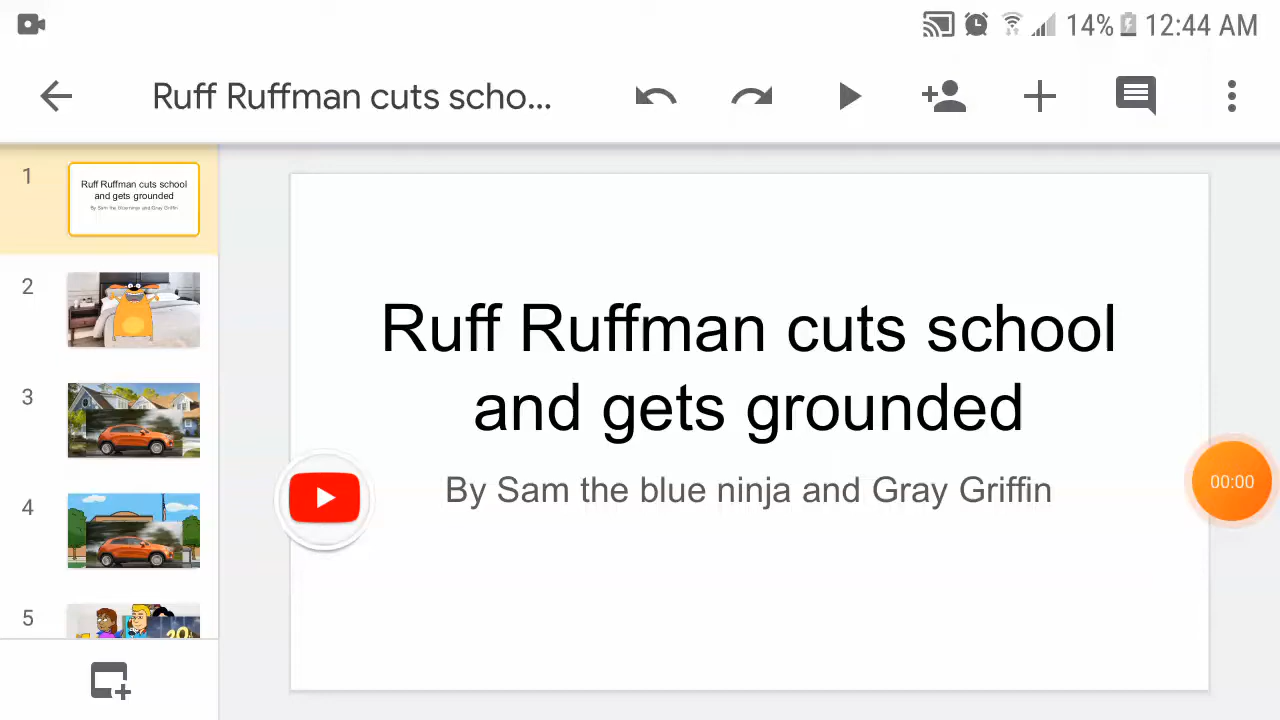 14% 12:44 AM
Ruff Ruffman cuts scho...
1
Ruff Ruffman cuts school
and gets grounded
2
3
4
5
Ruff Ruffman cuts school
and gets grounded
By Sam the blue ninja and Gray Griffin
00:00